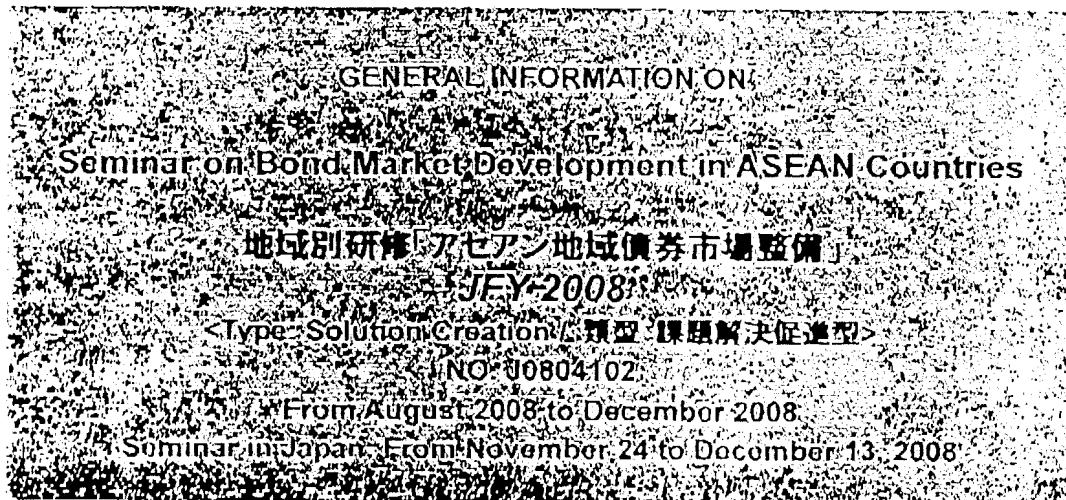 GENERAL INFORMATION ON
Seminar on Bond Market Development in ASEAN Countries
地域別研修「アセアン地域債券市場整備」
JFY 2008
<Type: Solution Creation / 類型:課題解決促進型>
NO. J0804102
From August 2008 to December 2008
Seminar in Japan: From November 24 to December 13, 2008